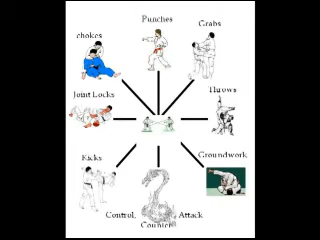 Punches
Grabs
chokes
Throws
Joint Locks
Groundwork
Kicks
Control, Attack
Counter